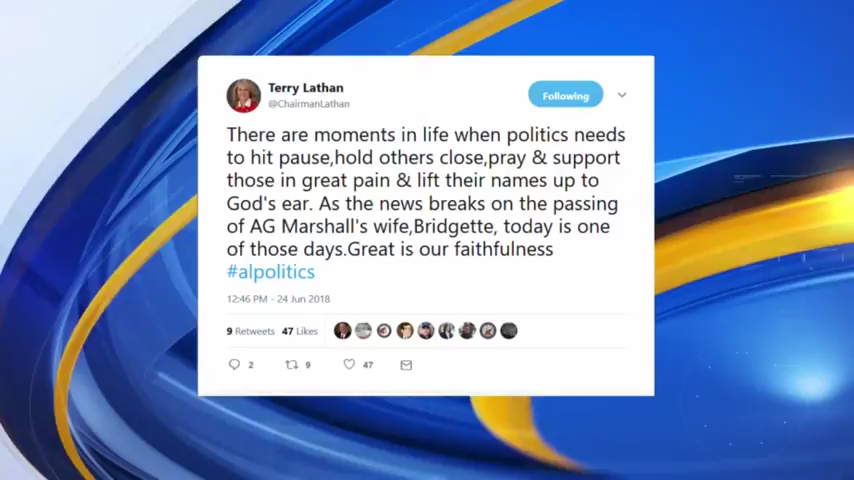 Terry Lathan
@ChairmanLathan
Following
There are moments in life when politics needs
to hit pause,hold others close,pray & support
those in great pain & lift their names up to
God's ear. As the news breaks on the passing
of AG Marshall's wife,Bridgette, today is one
of those days.Great is our faithfulness
#alpolitics
12:46 PM - 24 Jun 2018
9 Retweets 47 Likes
2 9 47